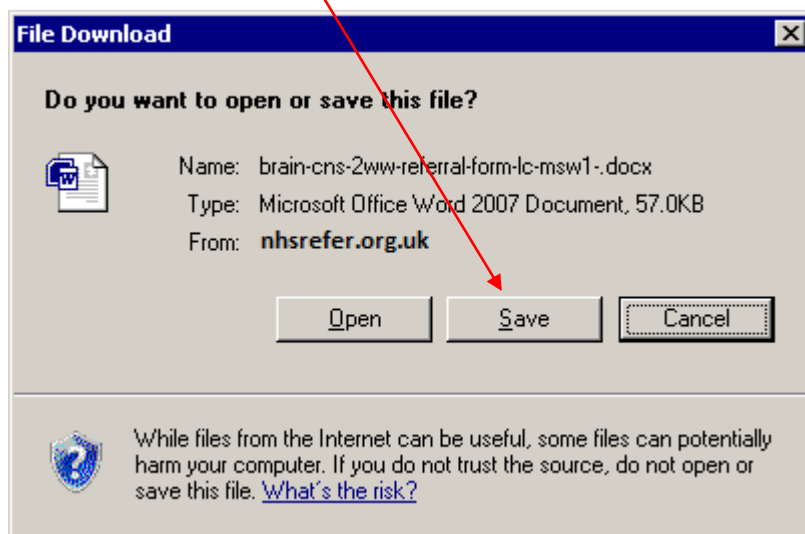 File Download
Do you want to open or save this file?
Name: brain-cns-2ww-referral-form-lc-msw1-.docx
Type: Microsoft Office Word 2007 Document, 57.0KB
From: nhsrefer.org.uk
Open Save Cancel
While files from the Internet can be useful, some files can potentially
harm your computer. If you do not trust the source, do not open or
save this file. What's the risk?